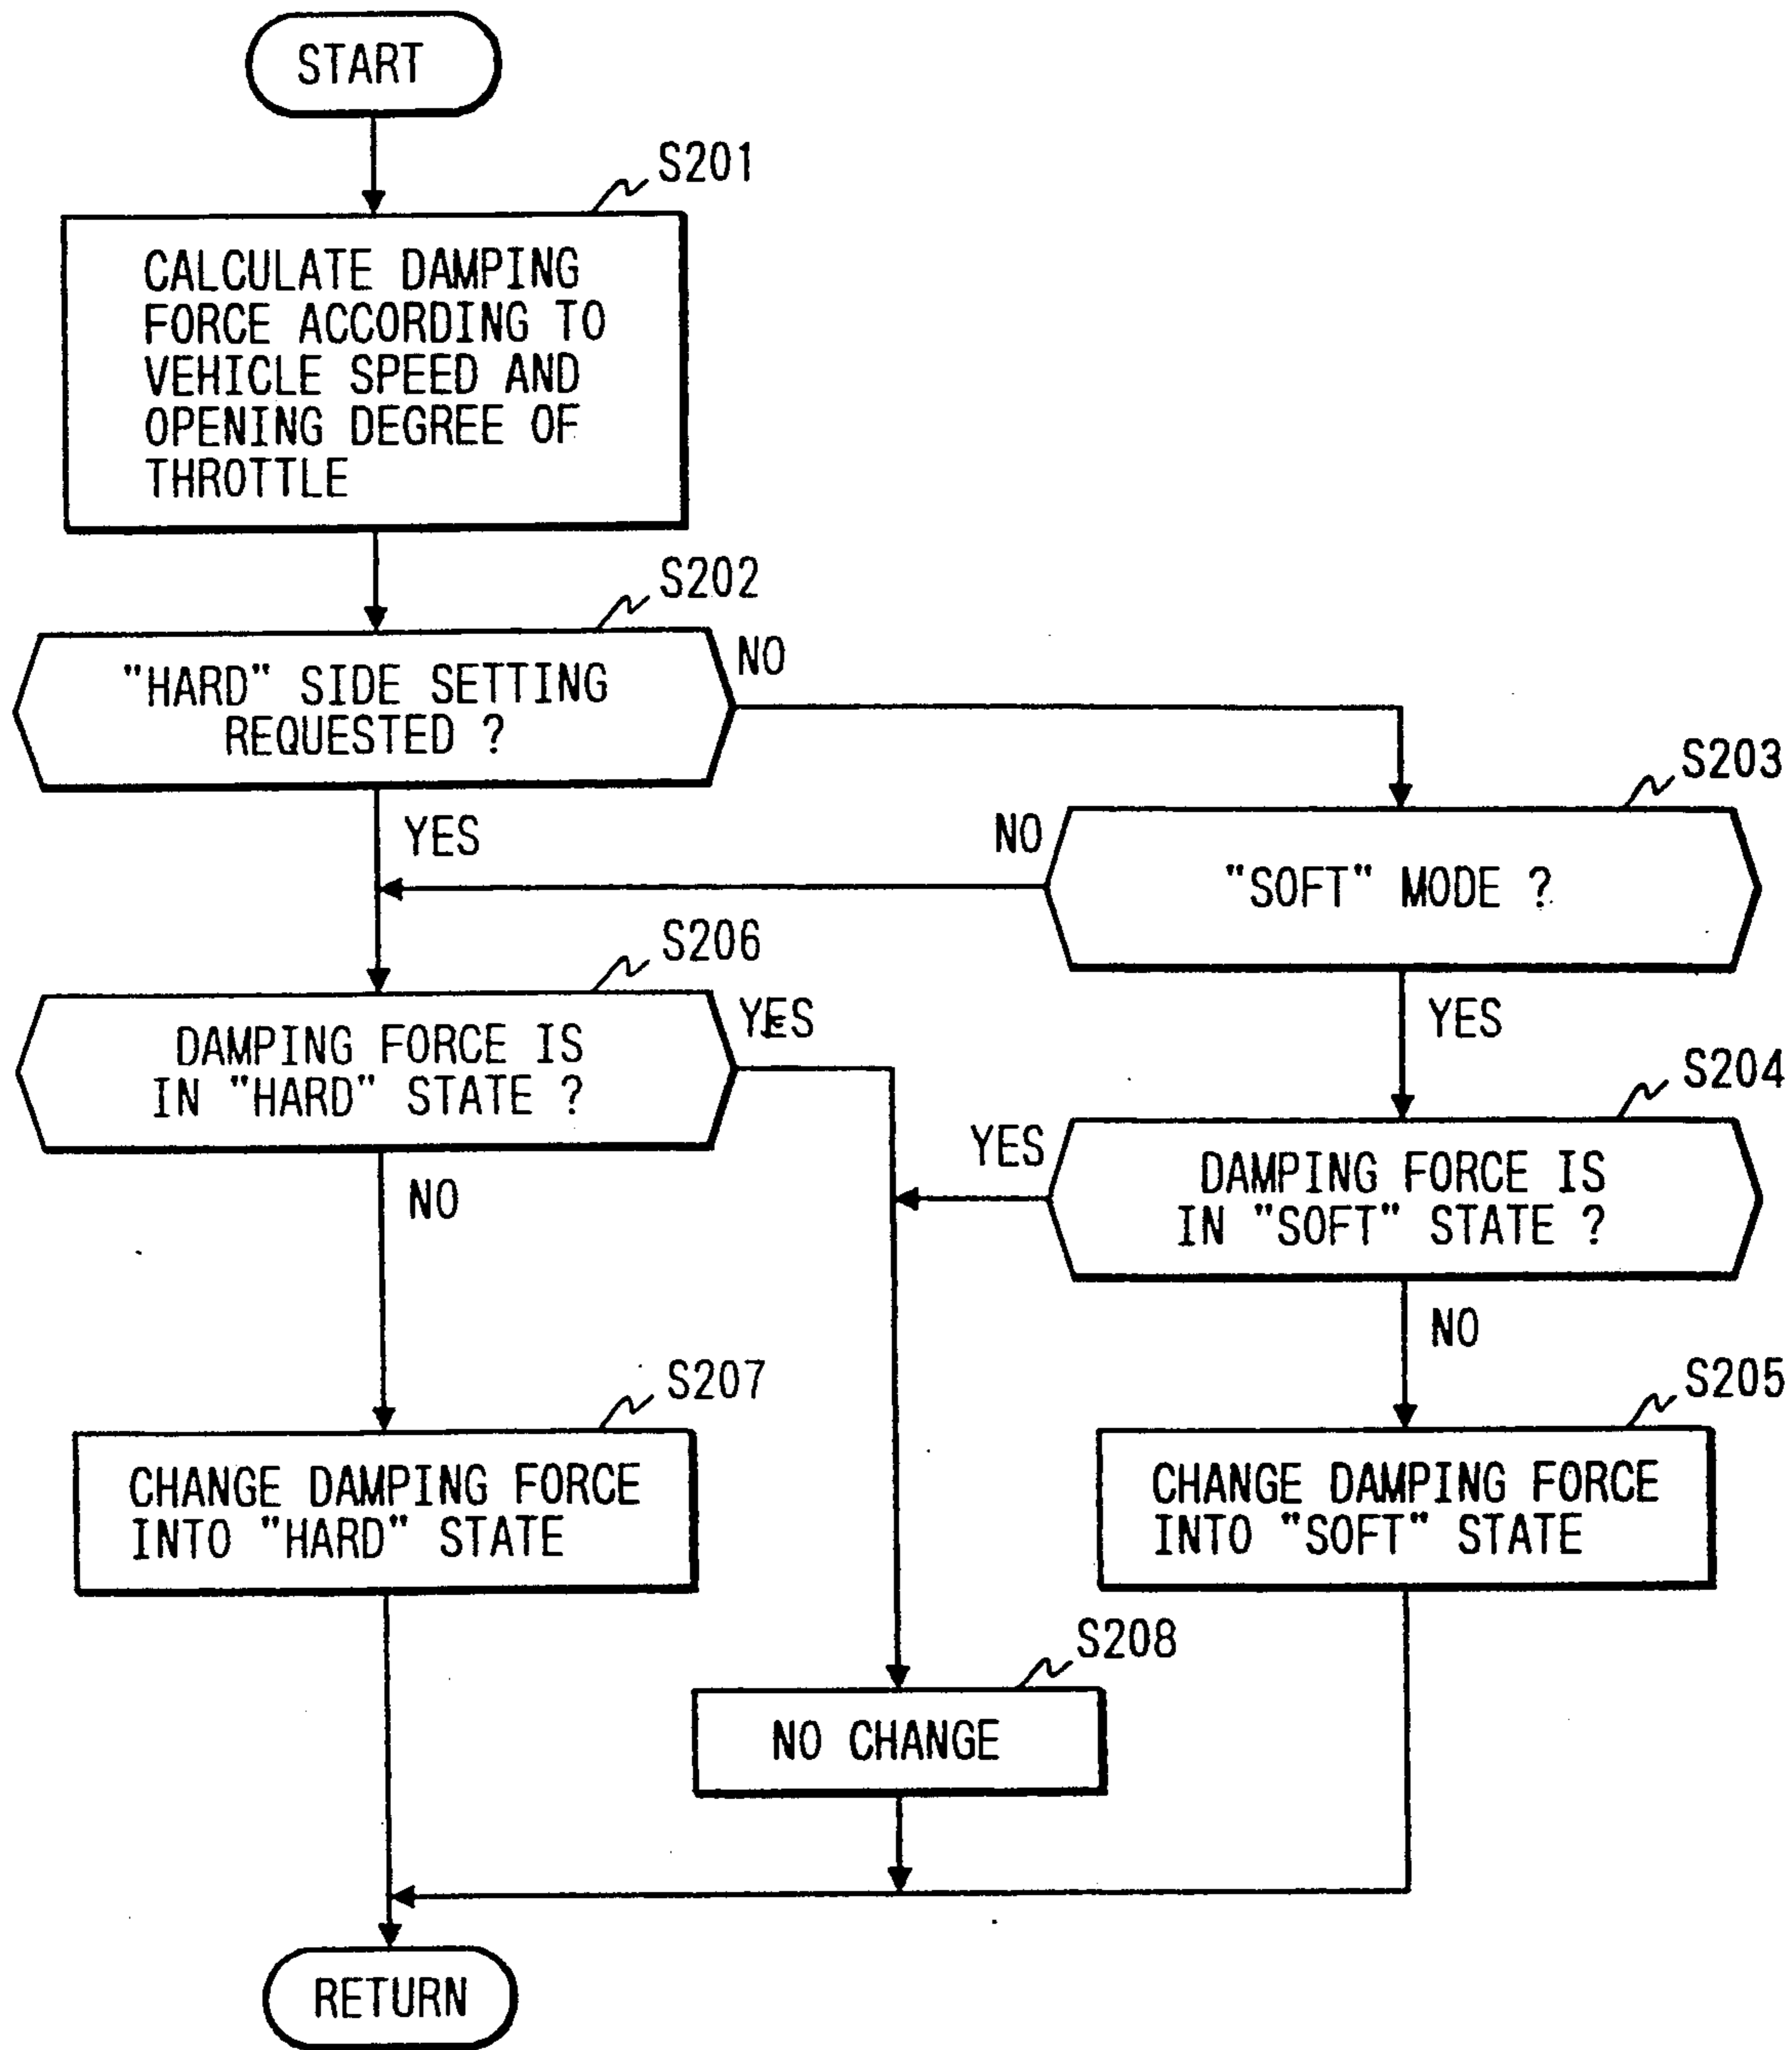 START
S201
CALCULATE DAMPING
FORCE ACCORDING TO
VEHICLE SPEED AND
OPENING DEGREE OF
THROTTLE
S202
"HARD" SIDE SETTING
REQUESTED ?
NO
YES
S203
"SOFT" MODE ?
NO
YES
S206
DAMPING FORCE IS
IN "HARD" STATE ?
YES
NO
S204
DAMPING FORCE IS
IN "SOFT" STATE ?
YES
NO
S207
CHANGE DAMPING FORCE
INTO "HARD" STATE
S205
CHANGE DAMPING FORCE
INTO "SOFT" STATE
S208
NO CHANGE
RETURN